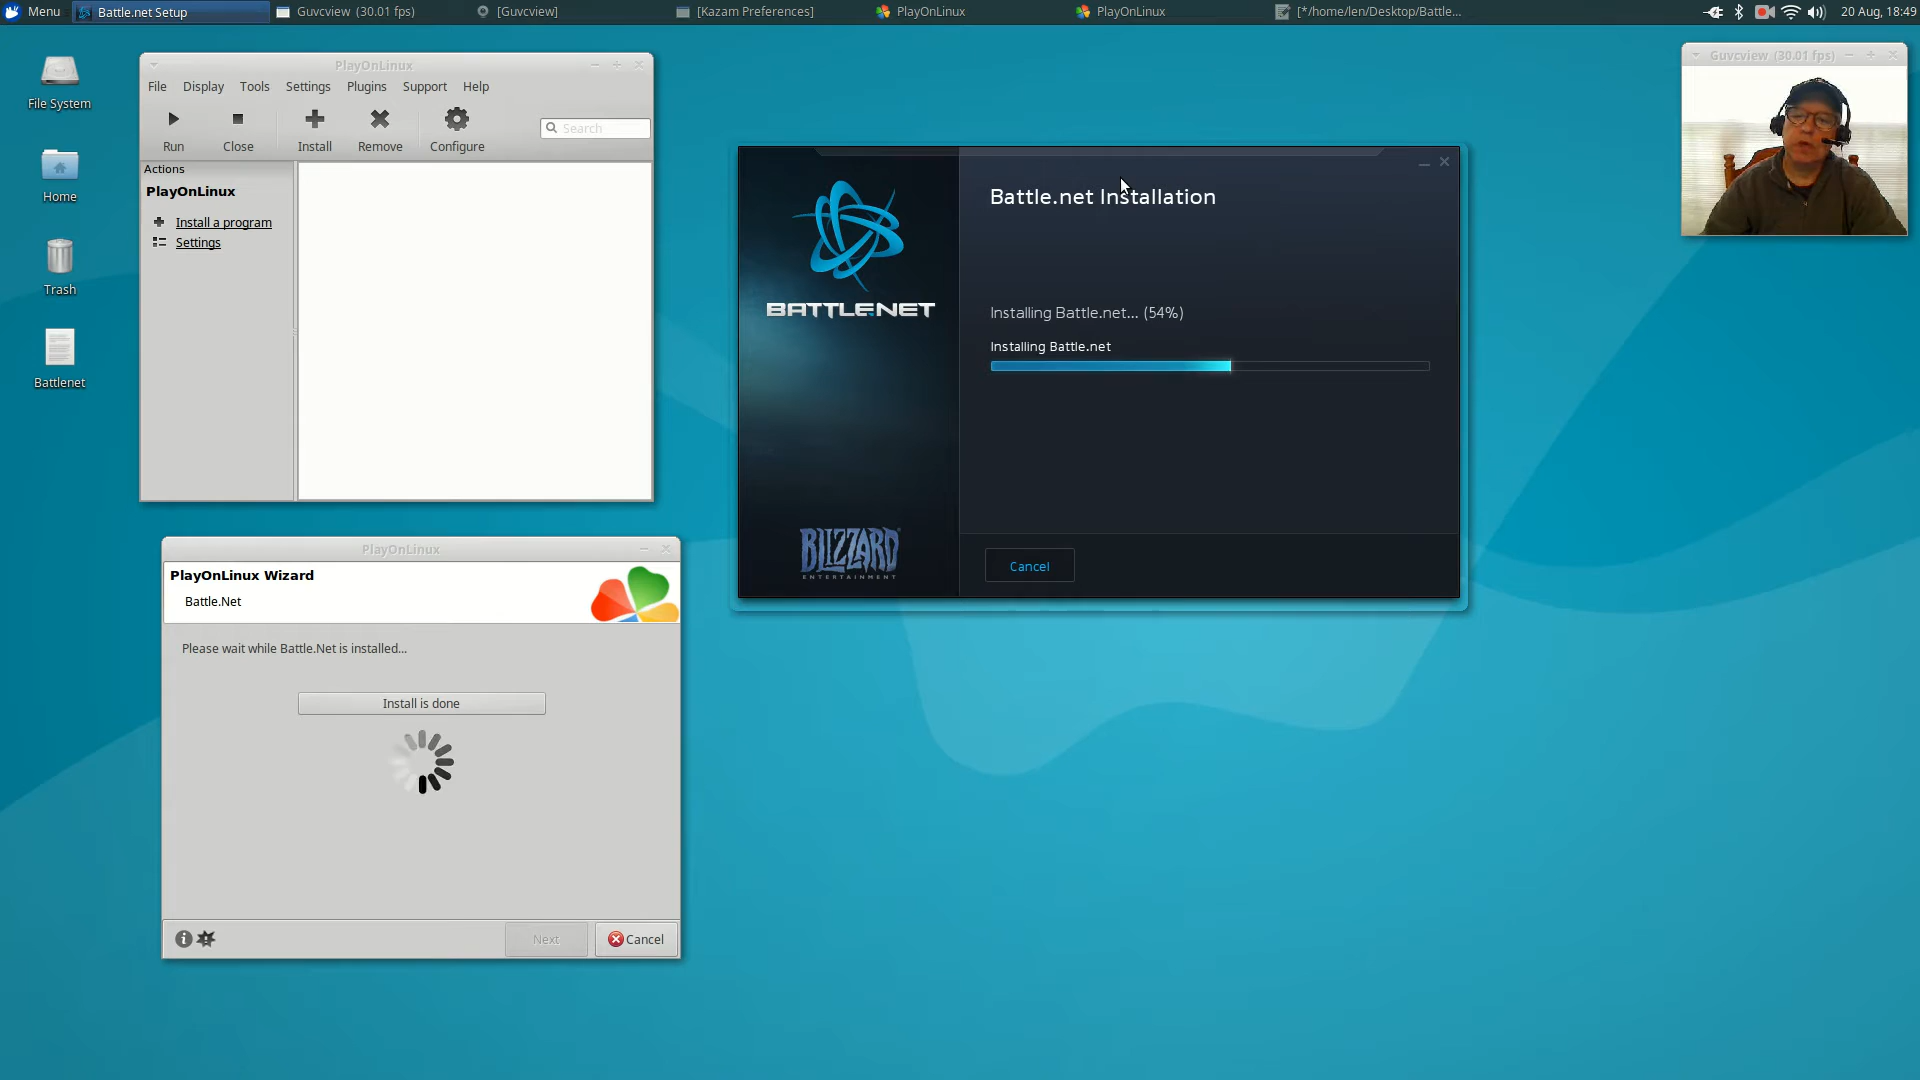 Menu
Battle.net Setup
Guvcview (30.01 fps)
[Guvcview]
[Kazam Preferences]
PlayOnLinux
PlayOnLinux
[*/home/len/Desktop/Battle...
20 Aug, 18:49
File System
Home
Trash
Battlenet
PlayOnLinux
File Display Tools Settings Plugins Support Help
Run Close Install Remove Configure
Search
Actions
PlayOnLinux
Install a program
Settings
PlayOnLinux
PlayOnLinux Wizard
Battle.Net
Please wait while Battle.Net is installed...
Install is done
Next
Cancel
BATTLE.NET
BLIZZARD
ENTERTAINMENT
Battle.net Installation
Installing Battle.net... (54%)
Installing Battle.net
Cancel
Guvcview (30.01 fps)